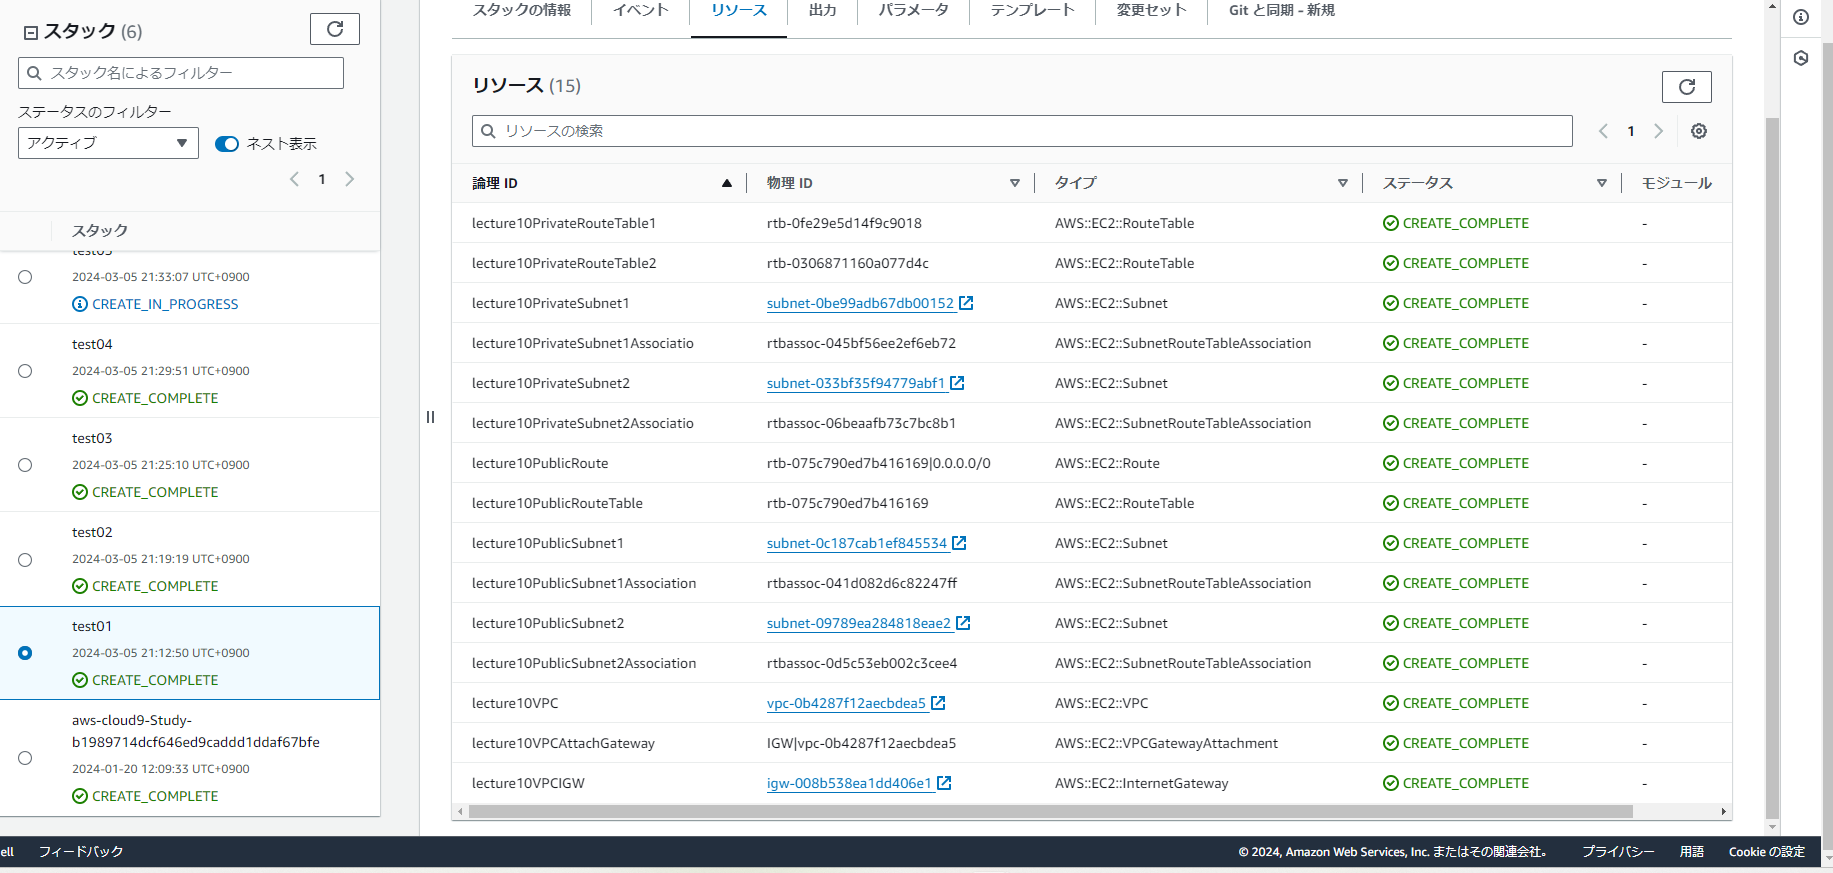 スタック (6)
スタック名によるフィルター
ステータスのフィルター
アクティブ
ネスト表示
1
スタック
2024-03-05 21:33:07 UTC+0900
CREATE_IN_PROGRESS
test04
2024-03-05 21:29:51 UTC+0900
CREATE_COMPLETE
test03
2024-03-05 21:25:10 UTC+0900
CREATE_COMPLETE
test02
2024-03-05 21:19:19 UTC+0900
CREATE_COMPLETE
test01
2024-03-05 21:12:50 UTC+0900
CREATE_COMPLETE
aws-cloud9-Study-
b1989714dcf646ed9caddd1ddaf67bfe
2024-01-20 12:09:33 UTC+0900
CREATE_COMPLETE
スタックの情報 イベント リソース 出力 パラメータ テンプレート 変更セット Git と同期 - 新規
リソース (15)
リソースの検索
1
論理 ID 物理 ID タイプ ステータス モジュール
lecture10PrivateRouteTable1 rtb-0fe29e5d14f9c9018 AWS::EC2::RouteTable CREATE_COMPLETE -
lecture10PrivateRouteTable2 rtb-0306871160a077d4c AWS::EC2::RouteTable CREATE_COMPLETE -
lecture10PrivateSubnet1 subnet-0be99adb67db00152 AWS::EC2::Subnet CREATE_COMPLETE -
lecture10PrivateSubnet1Associatio rtbassoc-045bf56ee2ef6eb72 AWS::EC2::SubnetRouteTableAssociation CREATE_COMPLETE -
lecture10PrivateSubnet2 subnet-033bf35f94779abf1 AWS::EC2::Subnet CREATE_COMPLETE -
lecture10PrivateSubnet2Associatio rtbassoc-06beaafb73c7bc8b1 AWS::EC2::SubnetRouteTableAssociation CREATE_COMPLETE -
lecture10PublicRoute rtb-075c790ed7b416169|0.0.0.0/0 AWS::EC2::Route CREATE_COMPLETE -
lecture10PublicRouteTable rtb-075c790ed7b416169 AWS::EC2::RouteTable CREATE_COMPLETE -
lecture10PublicSubnet1 subnet-0c187cab1ef845534 AWS::EC2::Subnet CREATE_COMPLETE -
lecture10PublicSubnet1Association rtbassoc-041d082d6c82247ff AWS::EC2::SubnetRouteTableAssociation CREATE_COMPLETE -
lecture10PublicSubnet2 subnet-09789ea284818eae2 AWS::EC2::Subnet CREATE_COMPLETE -
lecture10PublicSubnet2Association rtbassoc-0d5c53eb002c3cee4 AWS::EC2::SubnetRouteTableAssociation CREATE_COMPLETE -
lecture10VPC vpc-0b4287f12aecbdea5 AWS::EC2::VPC CREATE_COMPLETE -
lecture10VPCAttachGateway IGW|vpc-0b4287f12aecbdea5 AWS::EC2::VPCGatewayAttachment CREATE_COMPLETE -
lecture10VPCIGW igw-008b538ea1dd406e1 AWS::EC2::InternetGateway CREATE_COMPLETE -
ell フィードバック © 2024, Amazon Web Services, Inc. またはその関連会社。 プライバシー 用語 Cookie の設定